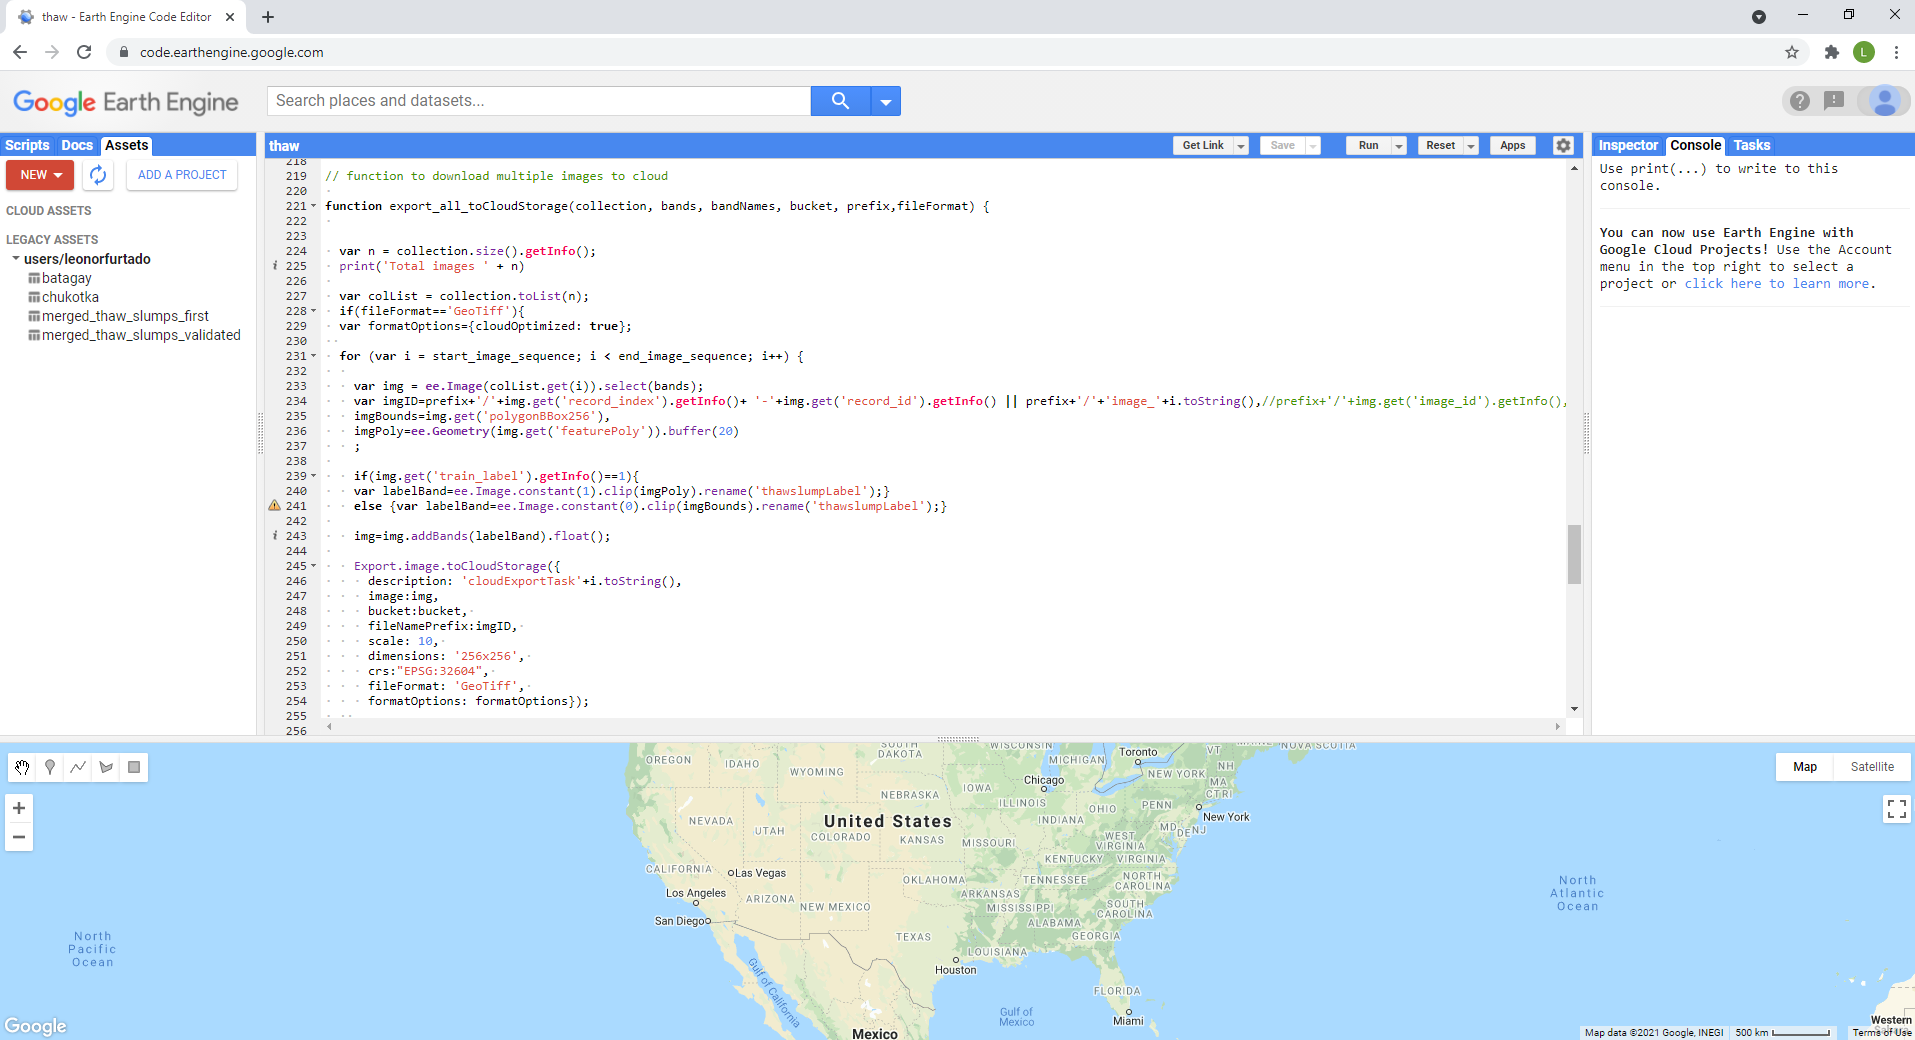 thaw - Earth Engine Code Editor
code.earthengine.google.com
L
Google Earth Engine
Search places and datasets...
Scripts Docs Assets
NEW
ADD A PROJECT
CLOUD ASSETS
LEGACY ASSETS
users/leonorfurtado
batagay
chukotka
merged_thaw_slumps_first
merged_thaw_slumps_validated
thaw
Get Link Save Run Reset Apps
218
219 // function to download multiple images to cloud
220
221 function export_all_toCloudStorage(collection, bands, bandNames, bucket, prefix,fileFormat) {
222
223
224 var n = collection.size().getInfo();
i 225 print('Total images ' + n)
226
227 var colList = collection.toList(n);
228 if(fileFormat=='GeoTiff'){
229 var formatOptions={cloudOptimized: true};
230
231 for (var i = start_image_sequence; i < end_image_sequence; i++) {
232
233 var img = ee.Image(colList.get(i)).select(bands);
234 var imgID=prefix+'/'+img.get('record_index').getInfo()+ '-'+img.get('record_id').getInfo() || prefix+'/'+'image_'+i.toString(),//prefix+'/'+img.get('image_id').getInfo(),
235 imgBounds=img.get('polygonBBox256'),
236 imgPoly=ee.Geometry(img.get('featurePoly')).buffer(20)
237 ;
238
239 if(img.get('train_label').getInfo()==1){
240 var labelBand=ee.Image.constant(1).clip(imgPoly).rename('thawslumpLabel');}
241 else {var labelBand=ee.Image.constant(0).clip(imgBounds).rename('thawslumpLabel');}
242
i 243 img=img.addBands(labelBand).float();
244
245 Export.image.toCloudStorage({
246 description: 'cloudExportTask'+i.toString(),
247 image:img,
248 bucket:bucket,
249 fileNamePrefix:imgID,
250 scale: 10,
251 dimensions: '256x256',
252 crs:"EPSG:32604",
253 fileFormat: 'GeoTiff',
254 formatOptions: formatOptions});
255
256
Inspector Console Tasks
Use print(...) to write to this
console.
You can now use Earth Engine with
Google Cloud Projects! Use the Account
menu in the top right to select a
project or click here to learn more.
Map Satellite
OREGON
IDAHO
WYOMING
SOUTH
DAKOTA
WISCONSIN
MICHIGAN
Toronto
VT
NH
NOVA SCOTIA
NEW YORK
MA
CT RI
Chicago
IOWA
NEBRASKA
ILLINOIS
OHIO
PENN
New York
NEVADA
UTAH
United States
COLORADO
KANSAS
MISSOURI
INDIANA
WEST
VIRGINIA
MD
DE
NJ
KENTUCKY
VIRGINIA
CALIFORNIA
Las Vegas
OKLAHOMA
TENNESSEE
NORTH
CAROLINA
Los Angeles
ARIZONA
NEW MEXICO
ARKANSAS
MISSISSIPPI
SOUTH
CAROLINA
San Diego
ALABAMA
GEORGIA
TEXAS
LOUISIANA
Houston
FLORIDA
Gulf of California
Gulf of
Mexico
Miami
Mexico
North
Pacific
Ocean
North
Atlantic
Ocean
Western
Google
Map data ©2021 Google, INEGI 500 km Terms of Use